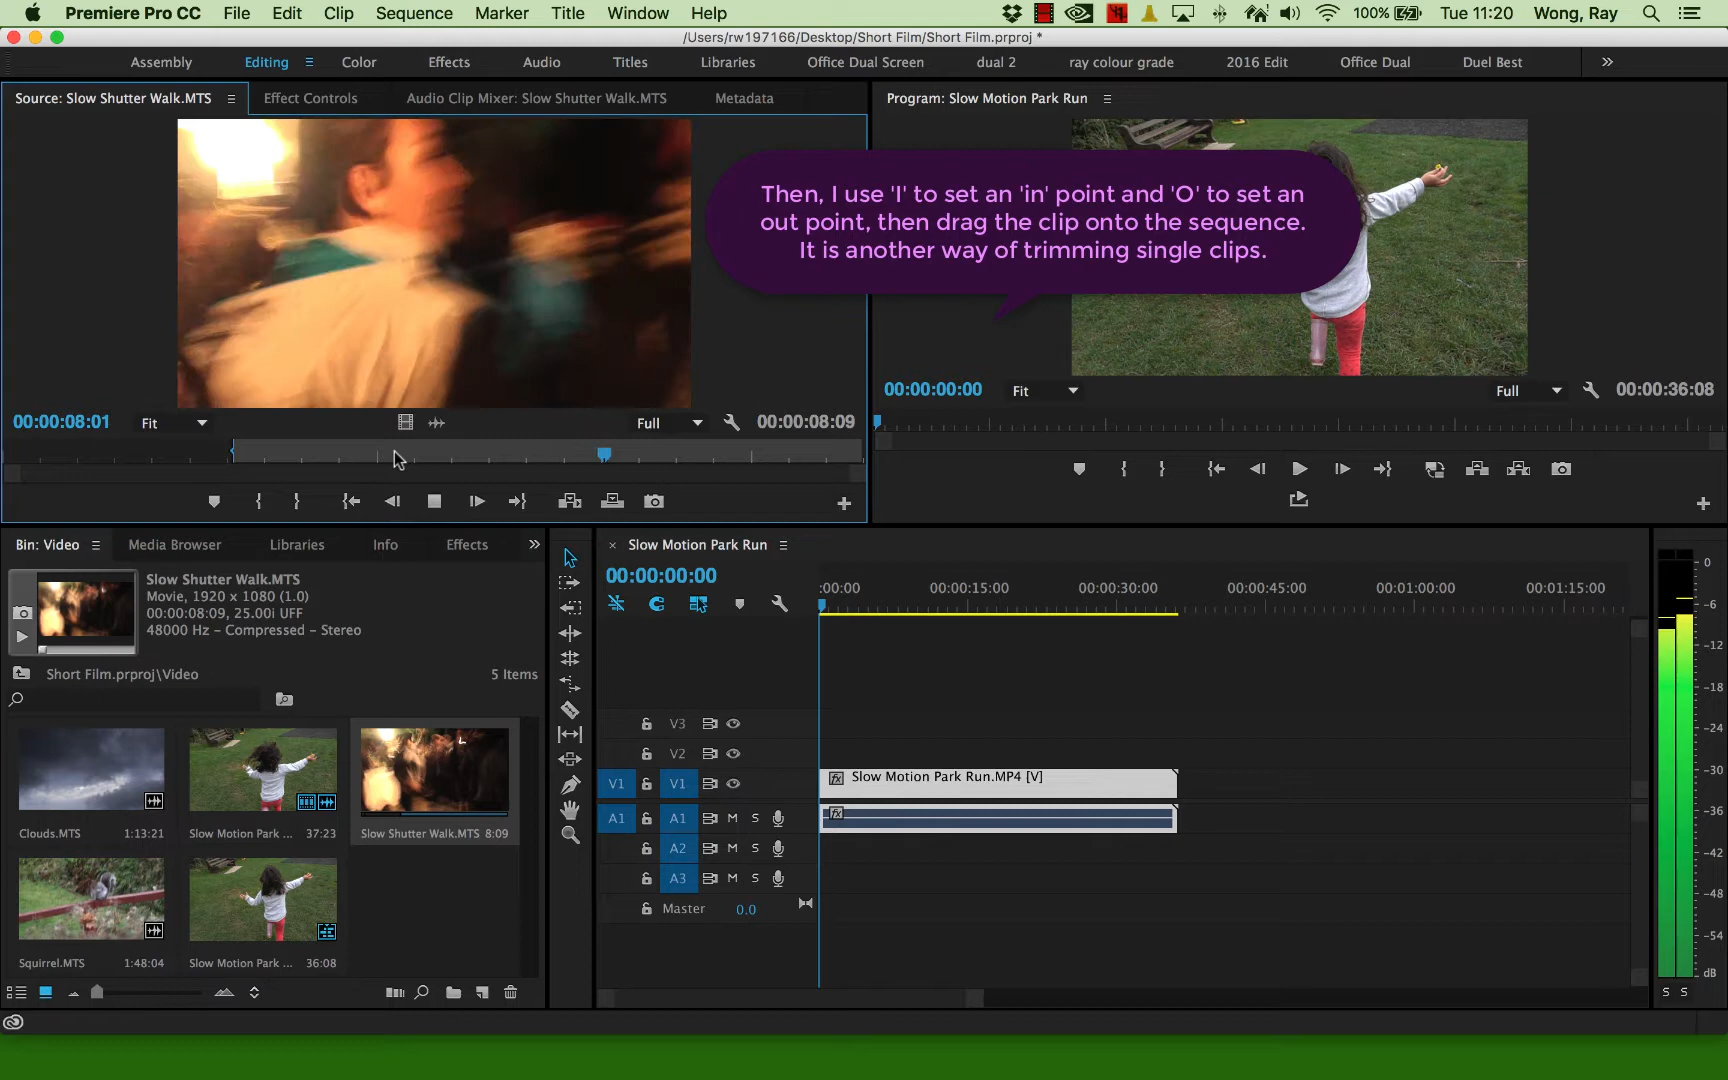 Premiere Pro CC File Edit Clip Sequence Marker Title Window Help 100% Tue 11:20 Wong, Ray
/Users/rw197166/Desktop/Short Film/Short Film.prproj *
Assembly Editing Color Effects Audio Titles Libraries Office Dual Screen dual 2 ray colour grade 2016 Edit Office Dual Duel Best
Source: Slow Shutter Walk.MTS Effect Controls Audio Clip Mixer: Slow Shutter Walk.MTS Metadata
Program: Slow Motion Park Run
Then, I use 'I' to set an 'in' point and 'O' to set an
out point, then drag the clip onto the sequence.
It is another way of trimming single clips.
00:00:08:01 Fit Full 00:00:08:09
00:00:00:00 Fit Full 00:00:36:08
Bin: Video Media Browser Libraries Info Effects
Slow Shutter Walk.MTS
Movie, 1920 x 1080 (1.0)
00:00:08:09, 25.00i UFF
48000 Hz - Compressed - Stereo
Short Film.prproj\Video 5 Items
Clouds.MTS 1:13:21
Slow Motion Park ... 37:23
Slow Shutter Walk.MTS 8:09
Squirrel.MTS 1:48:04
Slow Motion Park ... 36:08
× Slow Motion Park Run
00:00:00:00
:00:00 00:00:15:00 00:00:30:00 00:00:45:00 00:01:00:00 00:01:15:00
V3
V2
V1 V1 Slow Motion Park Run.MP4 [V]
A1 A1 M S
A2 M S
A3 M S
Master 0.0
0
-6
-12
-18
-24
-30
-36
-42
-48
-54
dB
S S